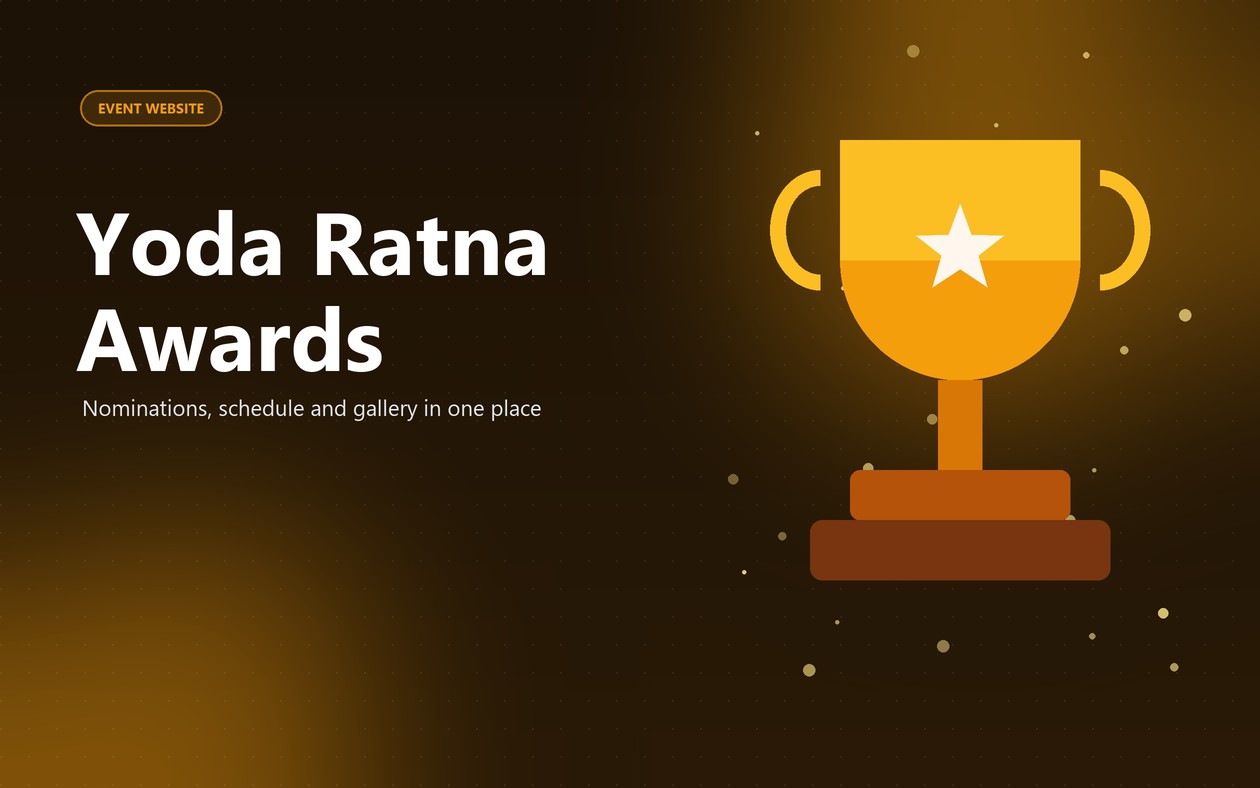 EVENT WEBSITE
Yoda Ratna
Awards
Nominations, schedule and gallery in one place